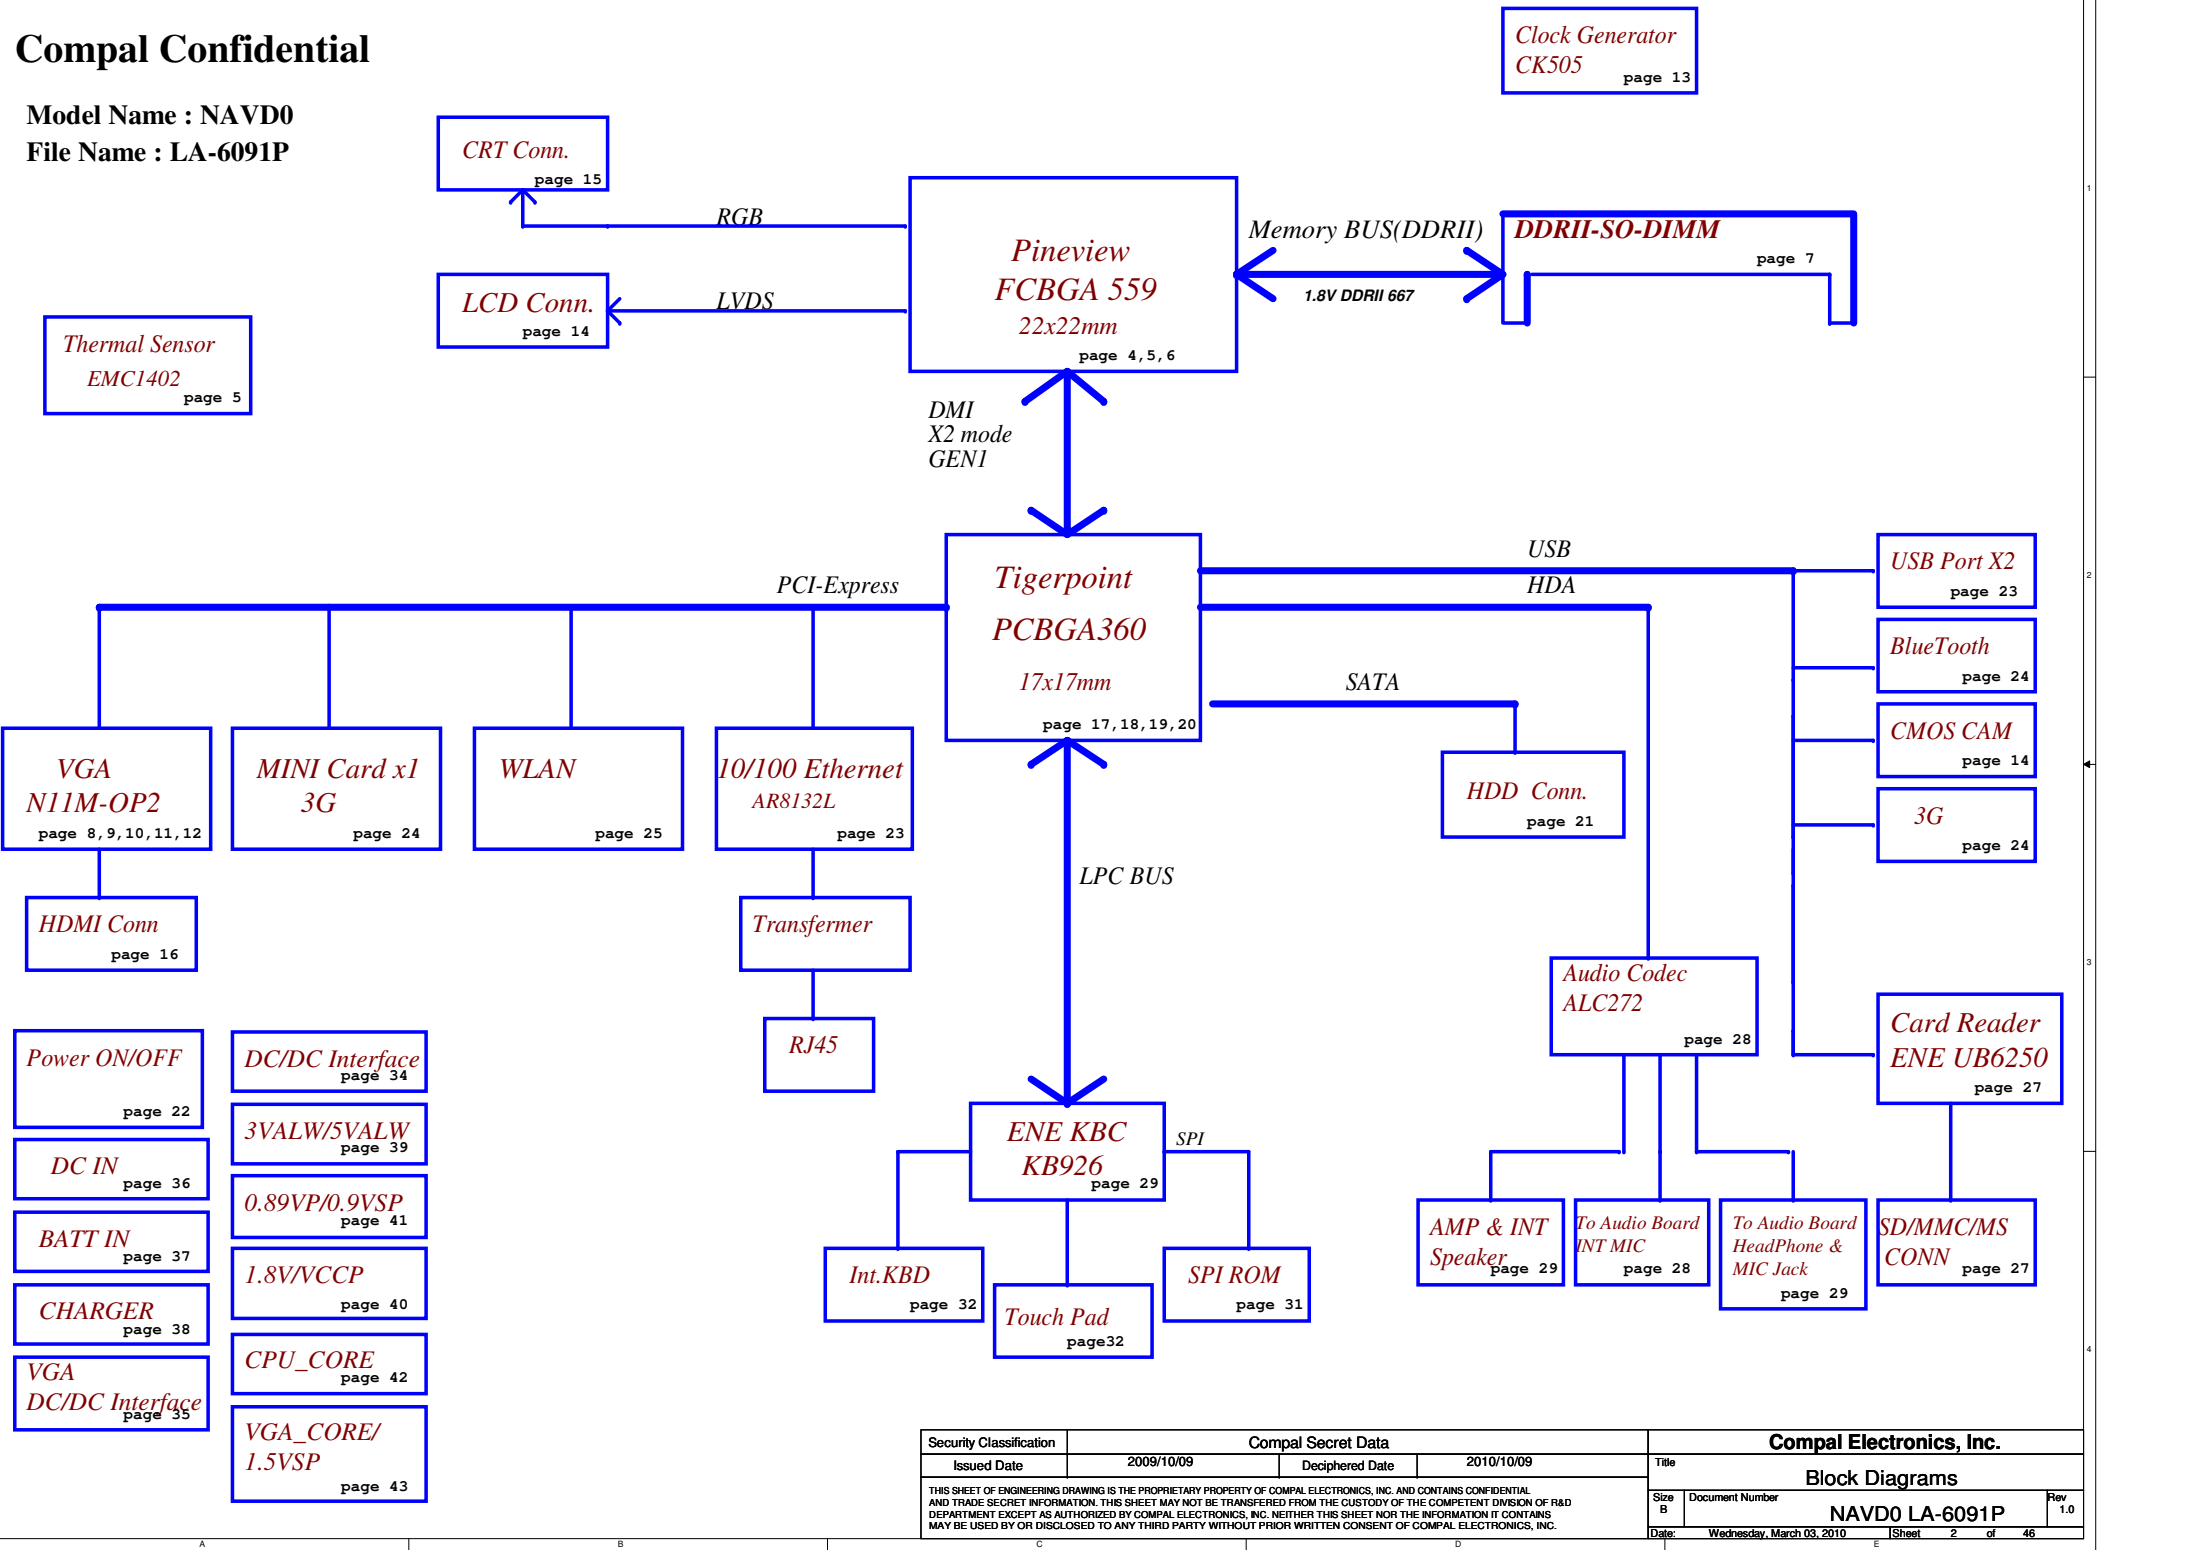 Compal Confidential
Model Name : NAVD0
File Name : LA-6091P
Clock Generator
CK505
page 13
CRT Conn.
page 15
RGB
LCD Conn.
page 14
LVDS
Pineview
FCBGA 559
22x22mm
page 4,5,6
Memory BUS(DDRII)
1.8V DDRII 667
DDRII-SO-DIMM
page 7
Thermal Sensor
EMC1402
page 5
DMI
X2 mode
GEN1
PCI-Express
Tigerpoint
PCBGA360
17x17mm
page 17,18,19,20
USB
HDA
SATA
USB Port X2
page 23
BlueTooth
page 24
CMOS CAM
page 14
3G
page 24
VGA
N11M-OP2
page 8,9,10,11,12
MINI Card x1
3G
page 24
WLAN
page 25
10/100 Ethernet
AR8132L
page 23
HDD Conn.
page 21
LPC BUS
HDMI Conn
page 16
Transfermer
RJ45
Audio Codec
ALC272
page 28
Card Reader
ENE UB6250
page 27
Power ON/OFF
page 22
DC IN
page 36
BATT IN
page 37
CHARGER
page 38
VGA
DC/DC Interface
page 35
DC/DC Interface
page 34
3VALW/5VALW
page 39
0.89VP/0.9VSP
page 41
1.8V/VCCP
page 40
CPU_CORE
page 42
VGA_CORE/
1.5VSP
page 43
ENE KBC
KB926
page 29
SPI
Int.KBD
page 32
Touch Pad
page32
SPI ROM
page 31
AMP & INT
Speaker
page 29
To Audio Board
INT MIC
page 28
To Audio Board
HeadPhone &
MIC Jack
page 29
SD/MMC/MS
CONN
page 27
Security Classification
Compal Secret Data
Issued Date
2009/10/09
Deciphered Date
2010/10/09
THIS SHEET OF ENGINEERING DRAWING IS THE PROPRIETARY PROPERTY OF COMPAL ELECTRONICS, INC. AND CONTAINS CONFIDENTIAL
AND TRADE SECRET INFORMATION. THIS SHEET MAY NOT BE TRANSFERED FROM THE CUSTODY OF THE COMPETENT DIVISION OF R&D
DEPARTMENT EXCEPT AS AUTHORIZED BY COMPAL ELECTRONICS, INC. NEITHER THIS SHEET NOR THE INFORMATION IT CONTAINS
MAY BE USED BY OR DISCLOSED TO ANY THIRD PARTY WITHOUT PRIOR WRITTEN CONSENT OF COMPAL ELECTRONICS, INC.
Compal Electronics, Inc.
Title
Block Diagrams
Size
B
Document Number
NAVD0 LA-6091P
Rev
1.0
Date:
Wednesday, March 03, 2010
Sheet 2 of 46
1
2
3
4
A
B
C
D
E